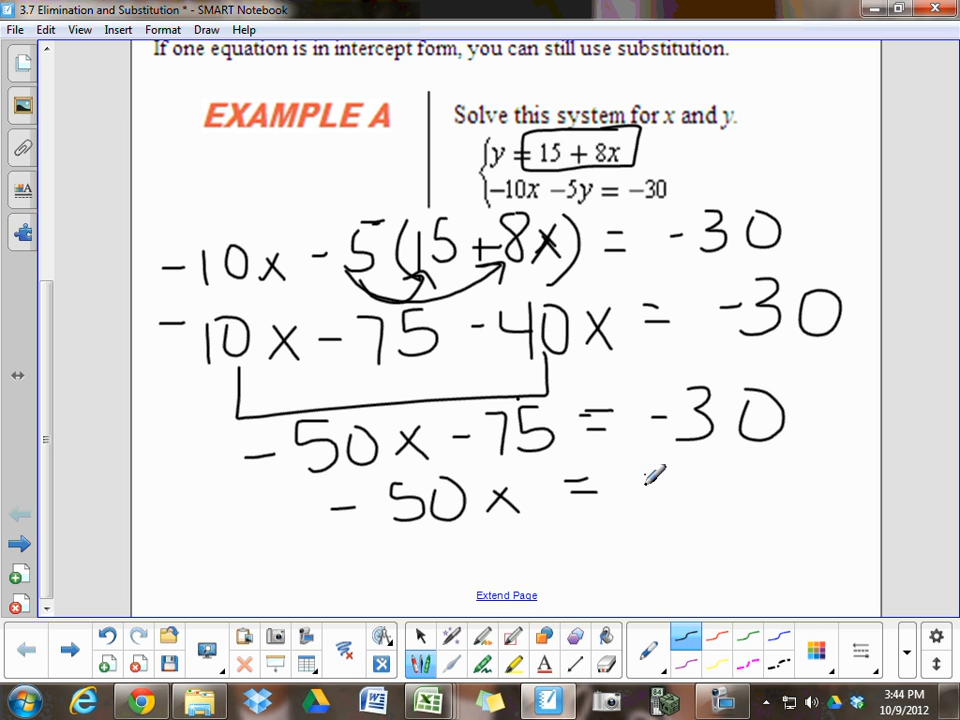 3.7 Elimination and Substitution * - SMART Notebook
File Edit View Insert Format Draw Help
If one equation is in intercept form, you can still use substitution.
EXAMPLE A
Solve this system for x and y.
y = 15 + 8x
-10x -5y = -30
-10x -5(15+8x) = -30
-10x -75 -40x = -30
-50x -75 = -30
-50x =
Extend Page
3:44 PM
10/9/2012